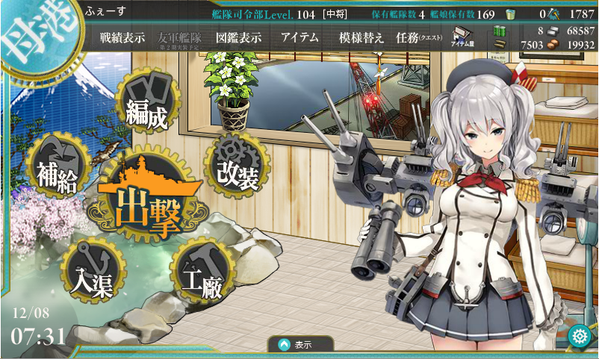 母港
ふぇーす
艦隊司令部Level. 104 [中将]
保有艦隊数 4
艦娘保有数 169
0
1787
戦績表示
友軍艦隊
図鑑表示
アイテム
模様替え
任務(クエスト)
アイテム屋
8
68587
7503
19932
編成
補給
改装
出撃
入渠
工廠
12/08
07:31
表示